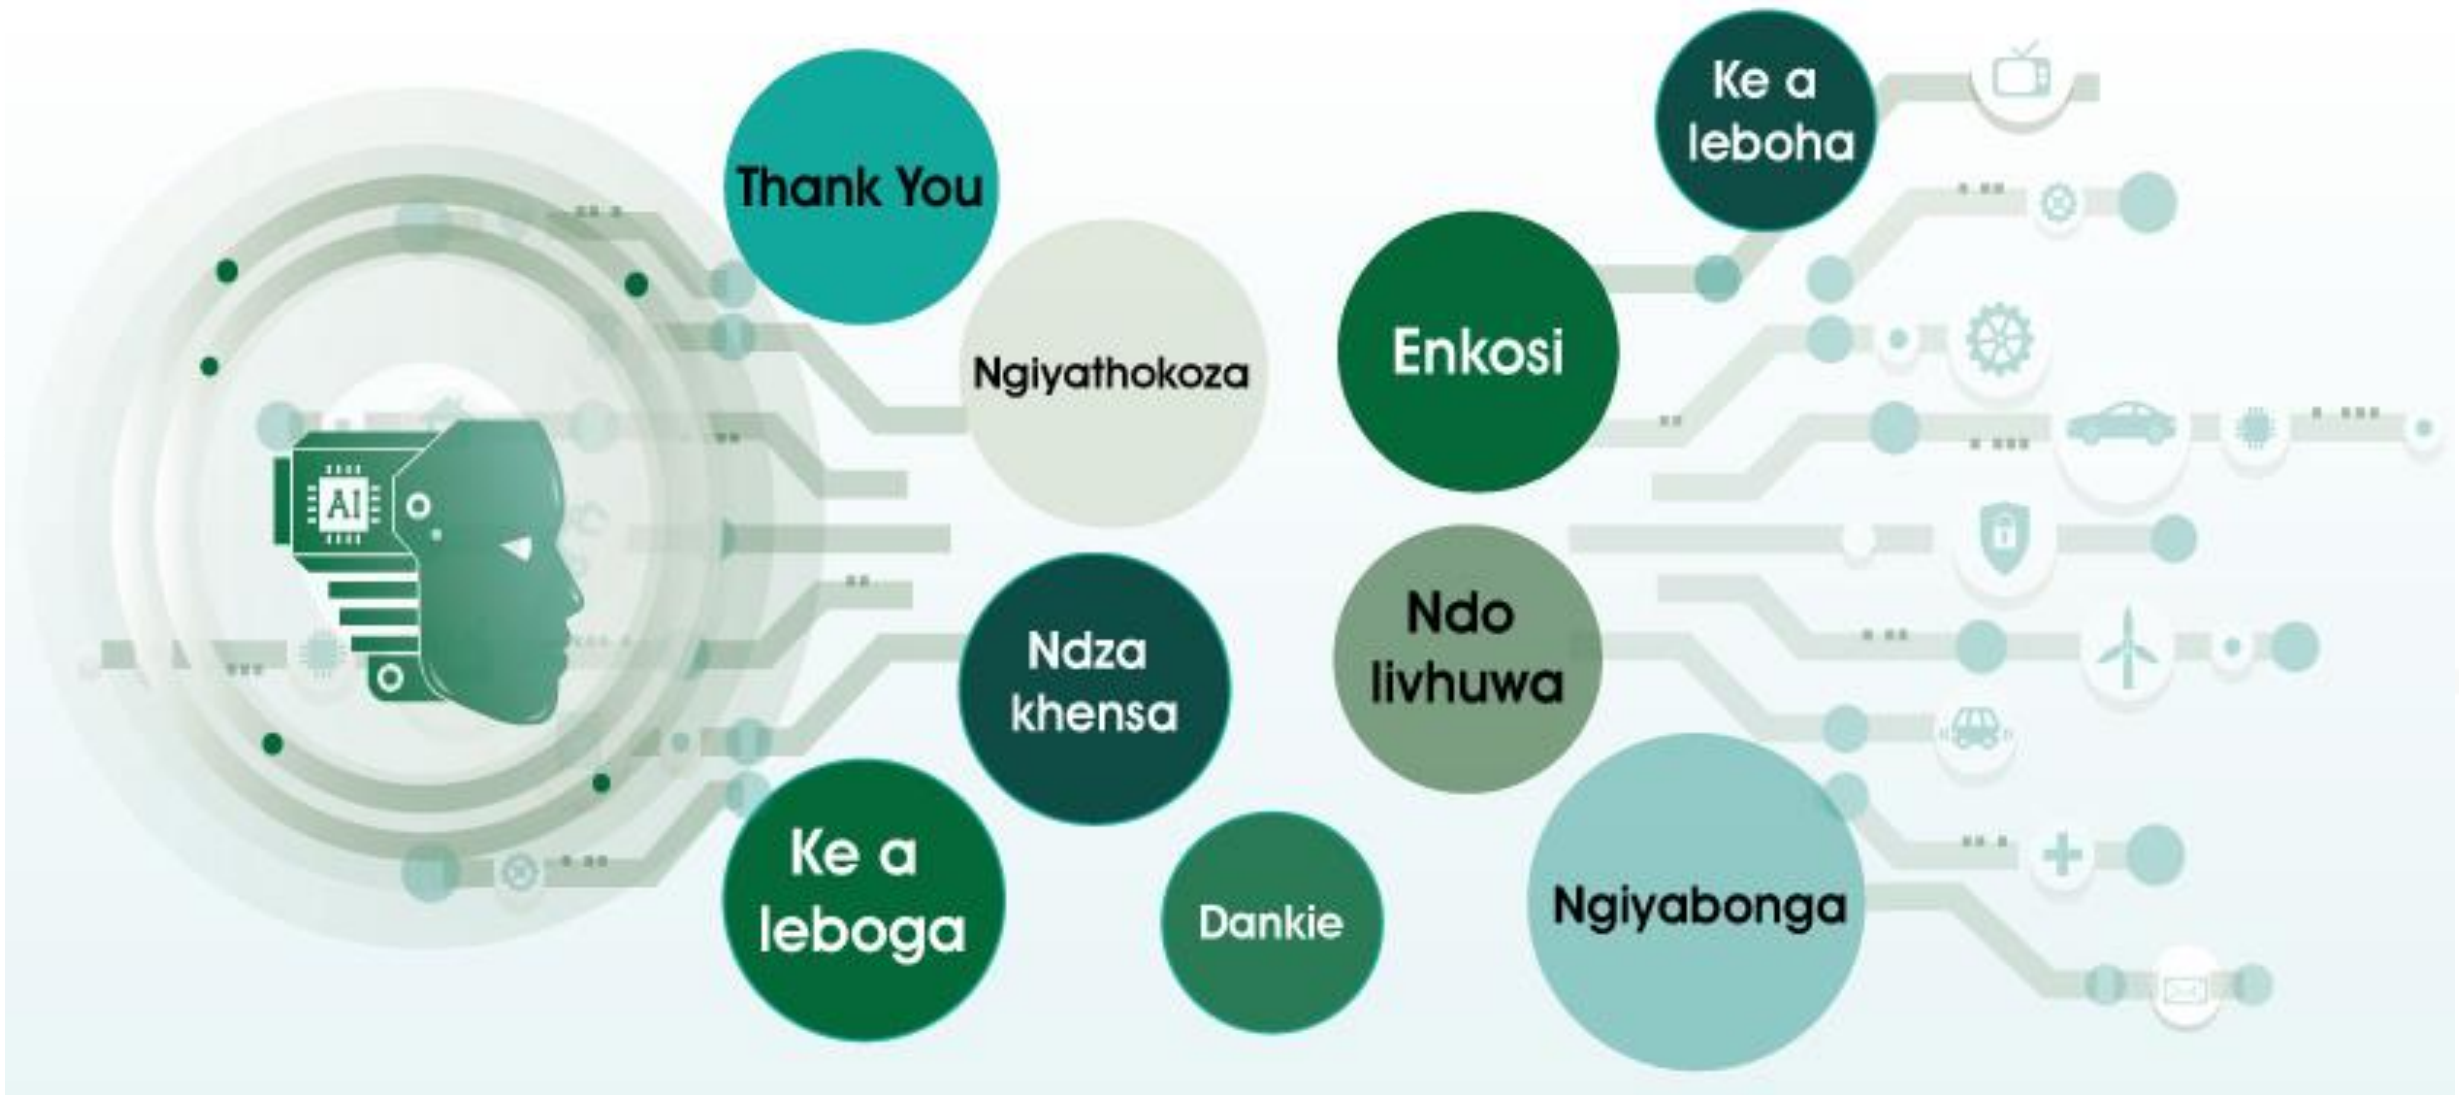 AI
Thank You
Ngiyathokoza
Ndza
khensa
Ke a
leboga
Dankie
Ke a
leboha
Enkosi
Ndo
livhuwa
Ngiyabonga